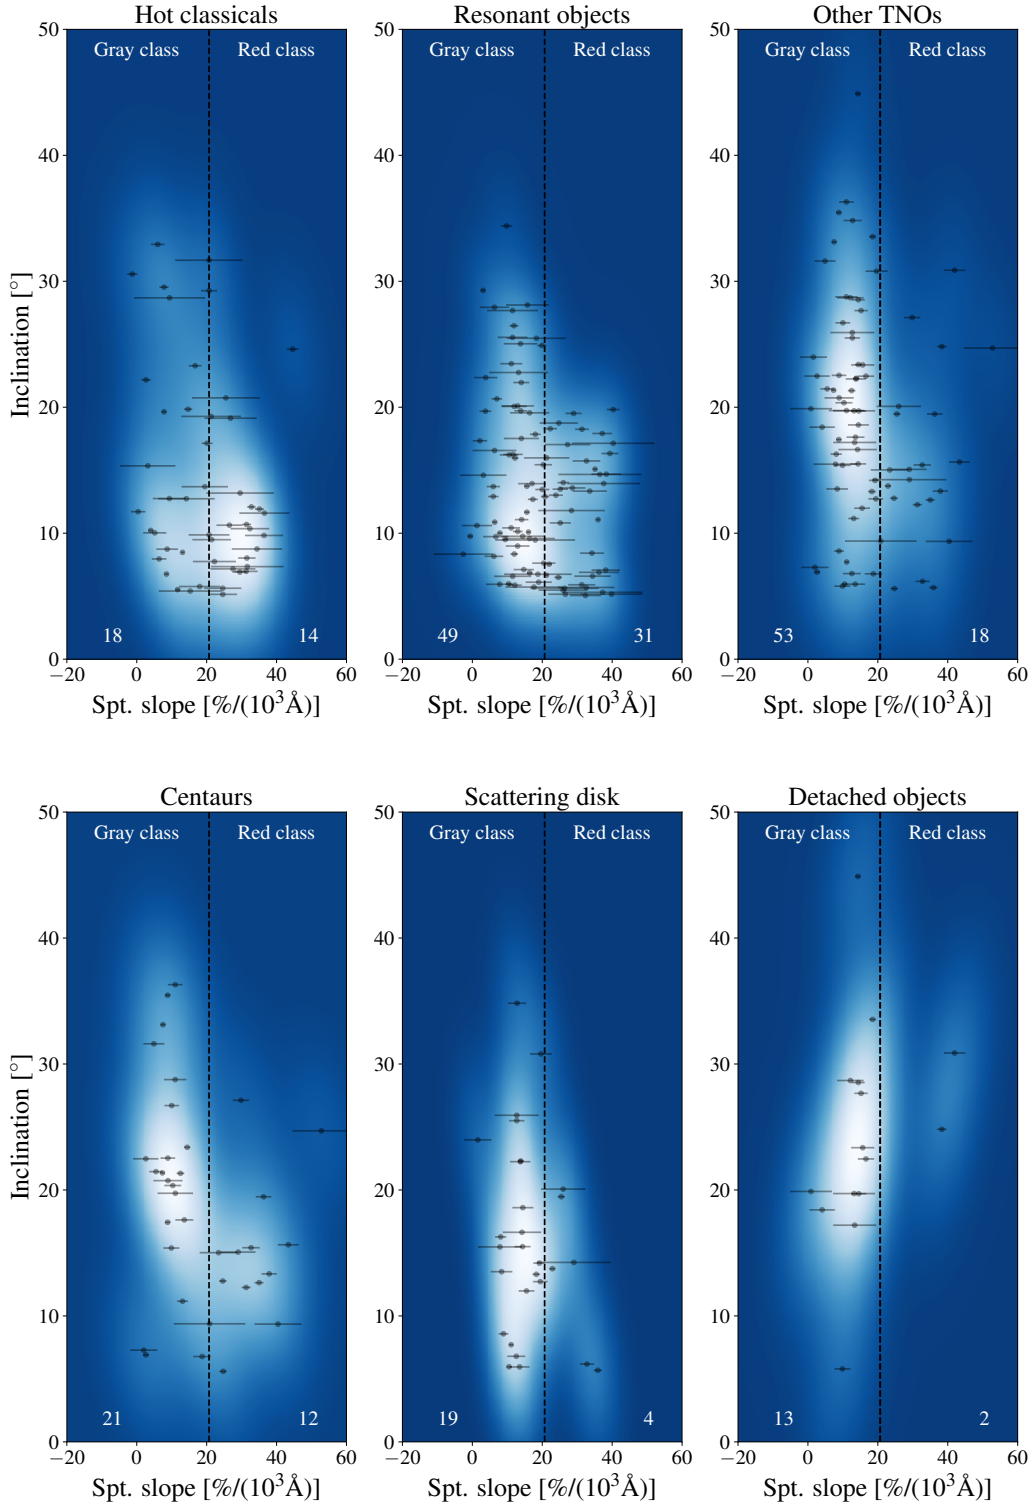 Hot classicals
Resonant objects
Other TNOs
Gray class
Red class
Gray class
Red class
Gray class
Red class
50
40
30
20
10
0
50
40
30
20
10
0
50
40
30
20
10
0
Inclination [°]
18
14
49
31
53
18
−20 0 20 40 60
−20 0 20 40 60
−20 0 20 40 60
Spt. slope [%/(10³Å)]
Spt. slope [%/(10³Å)]
Spt. slope [%/(10³Å)]
Centaurs
Scattering disk
Detached objects
Gray class
Red class
Gray class
Red class
Gray class
Red class
50
40
30
20
10
0
50
40
30
20
10
0
50
40
30
20
10
0
Inclination [°]
21
12
19
4
13
2
−20 0 20 40 60
−20 0 20 40 60
−20 0 20 40 60
Spt. slope [%/(10³Å)]
Spt. slope [%/(10³Å)]
Spt. slope [%/(10³Å)]